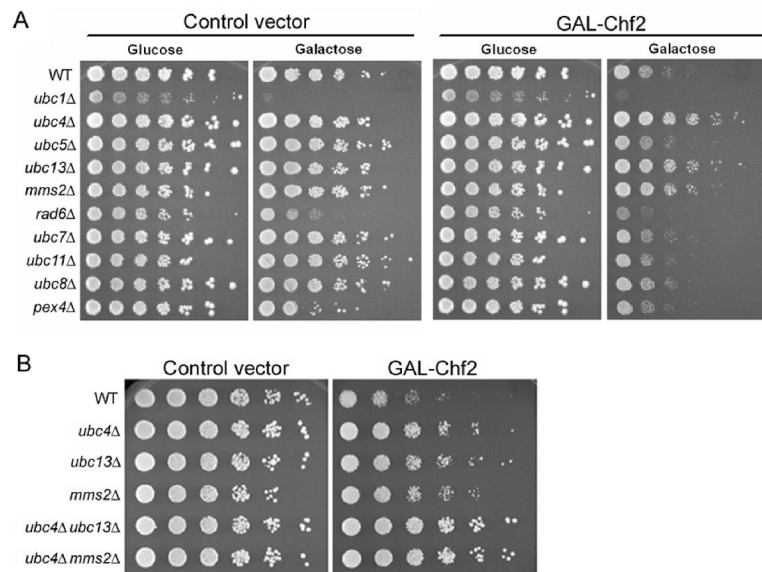 A
Control vector
GAL-Chf2
Glucose
Galactose
Glucose
Galactose
WT
ubc1Δ
ubc4Δ
ubc5Δ
ubc13Δ
mms2Δ
rad6Δ
ubc7Δ
ubc11Δ
ubc8Δ
pex4Δ
B
Control vector
GAL-Chf2
WT
ubc4Δ
ubc13Δ
mms2Δ
ubc4Δ ubc13Δ
ubc4Δ mms2Δ